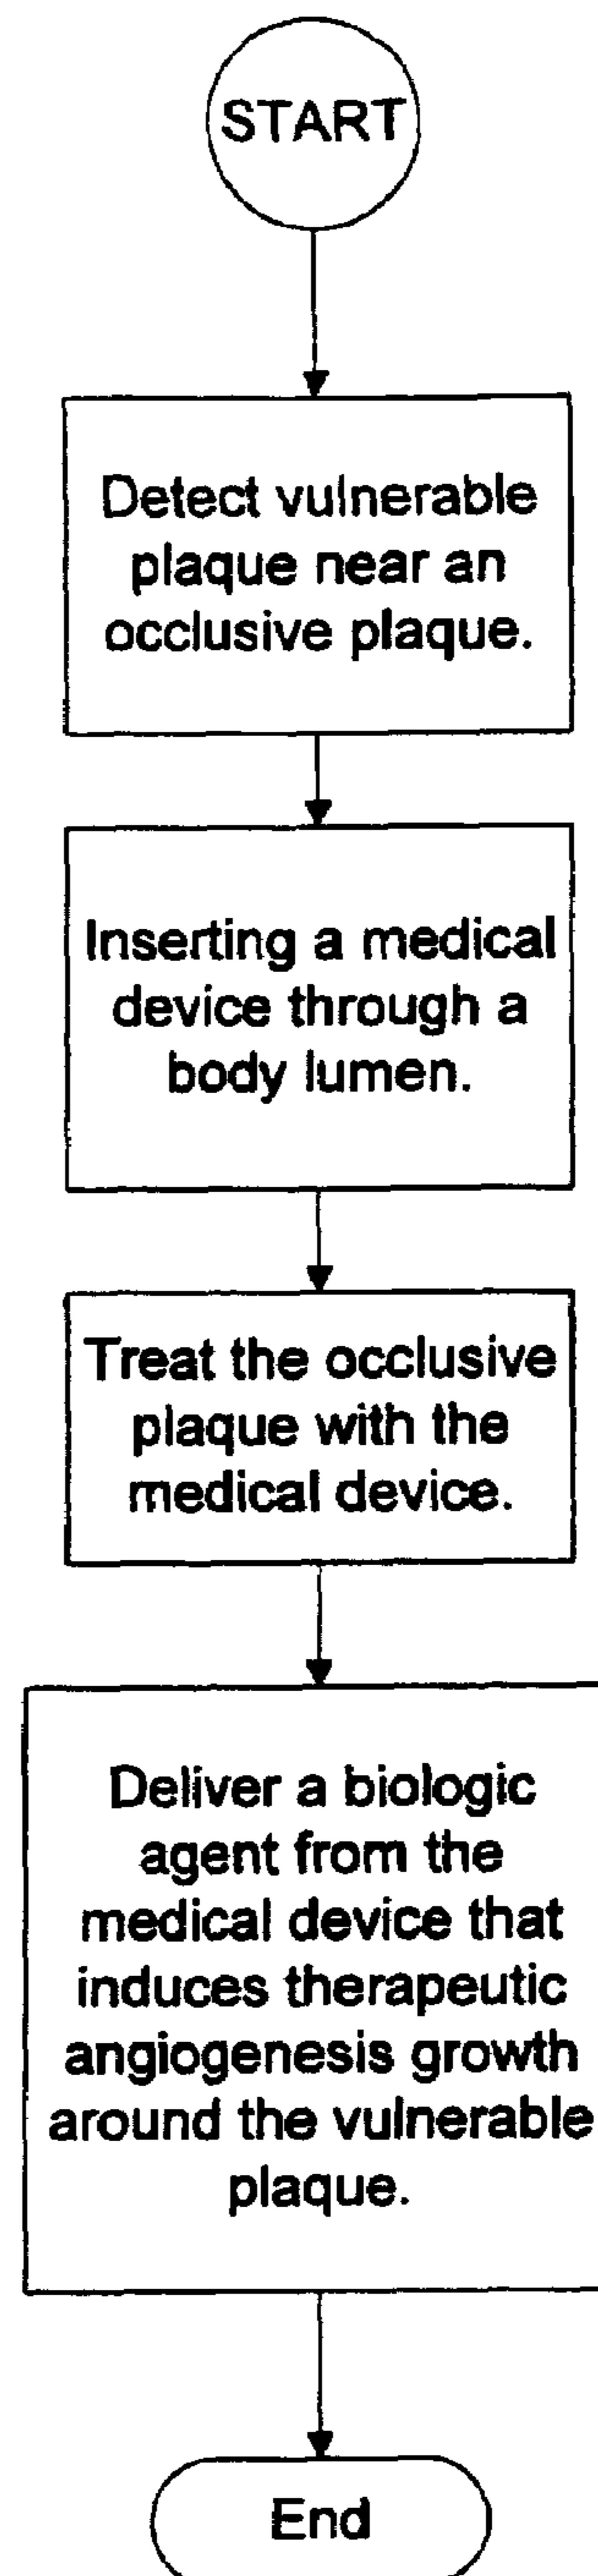 START
Detect vulnerable
plaque near an
occlusive plaque.
Inserting a medical
device through a
body lumen.
Treat the occlusive
plaque with the
medical device.
Deliver a biologic
agent from the
medical device that
induces therapeutic
angiogenesis growth
around the vulnerable
plaque.
End